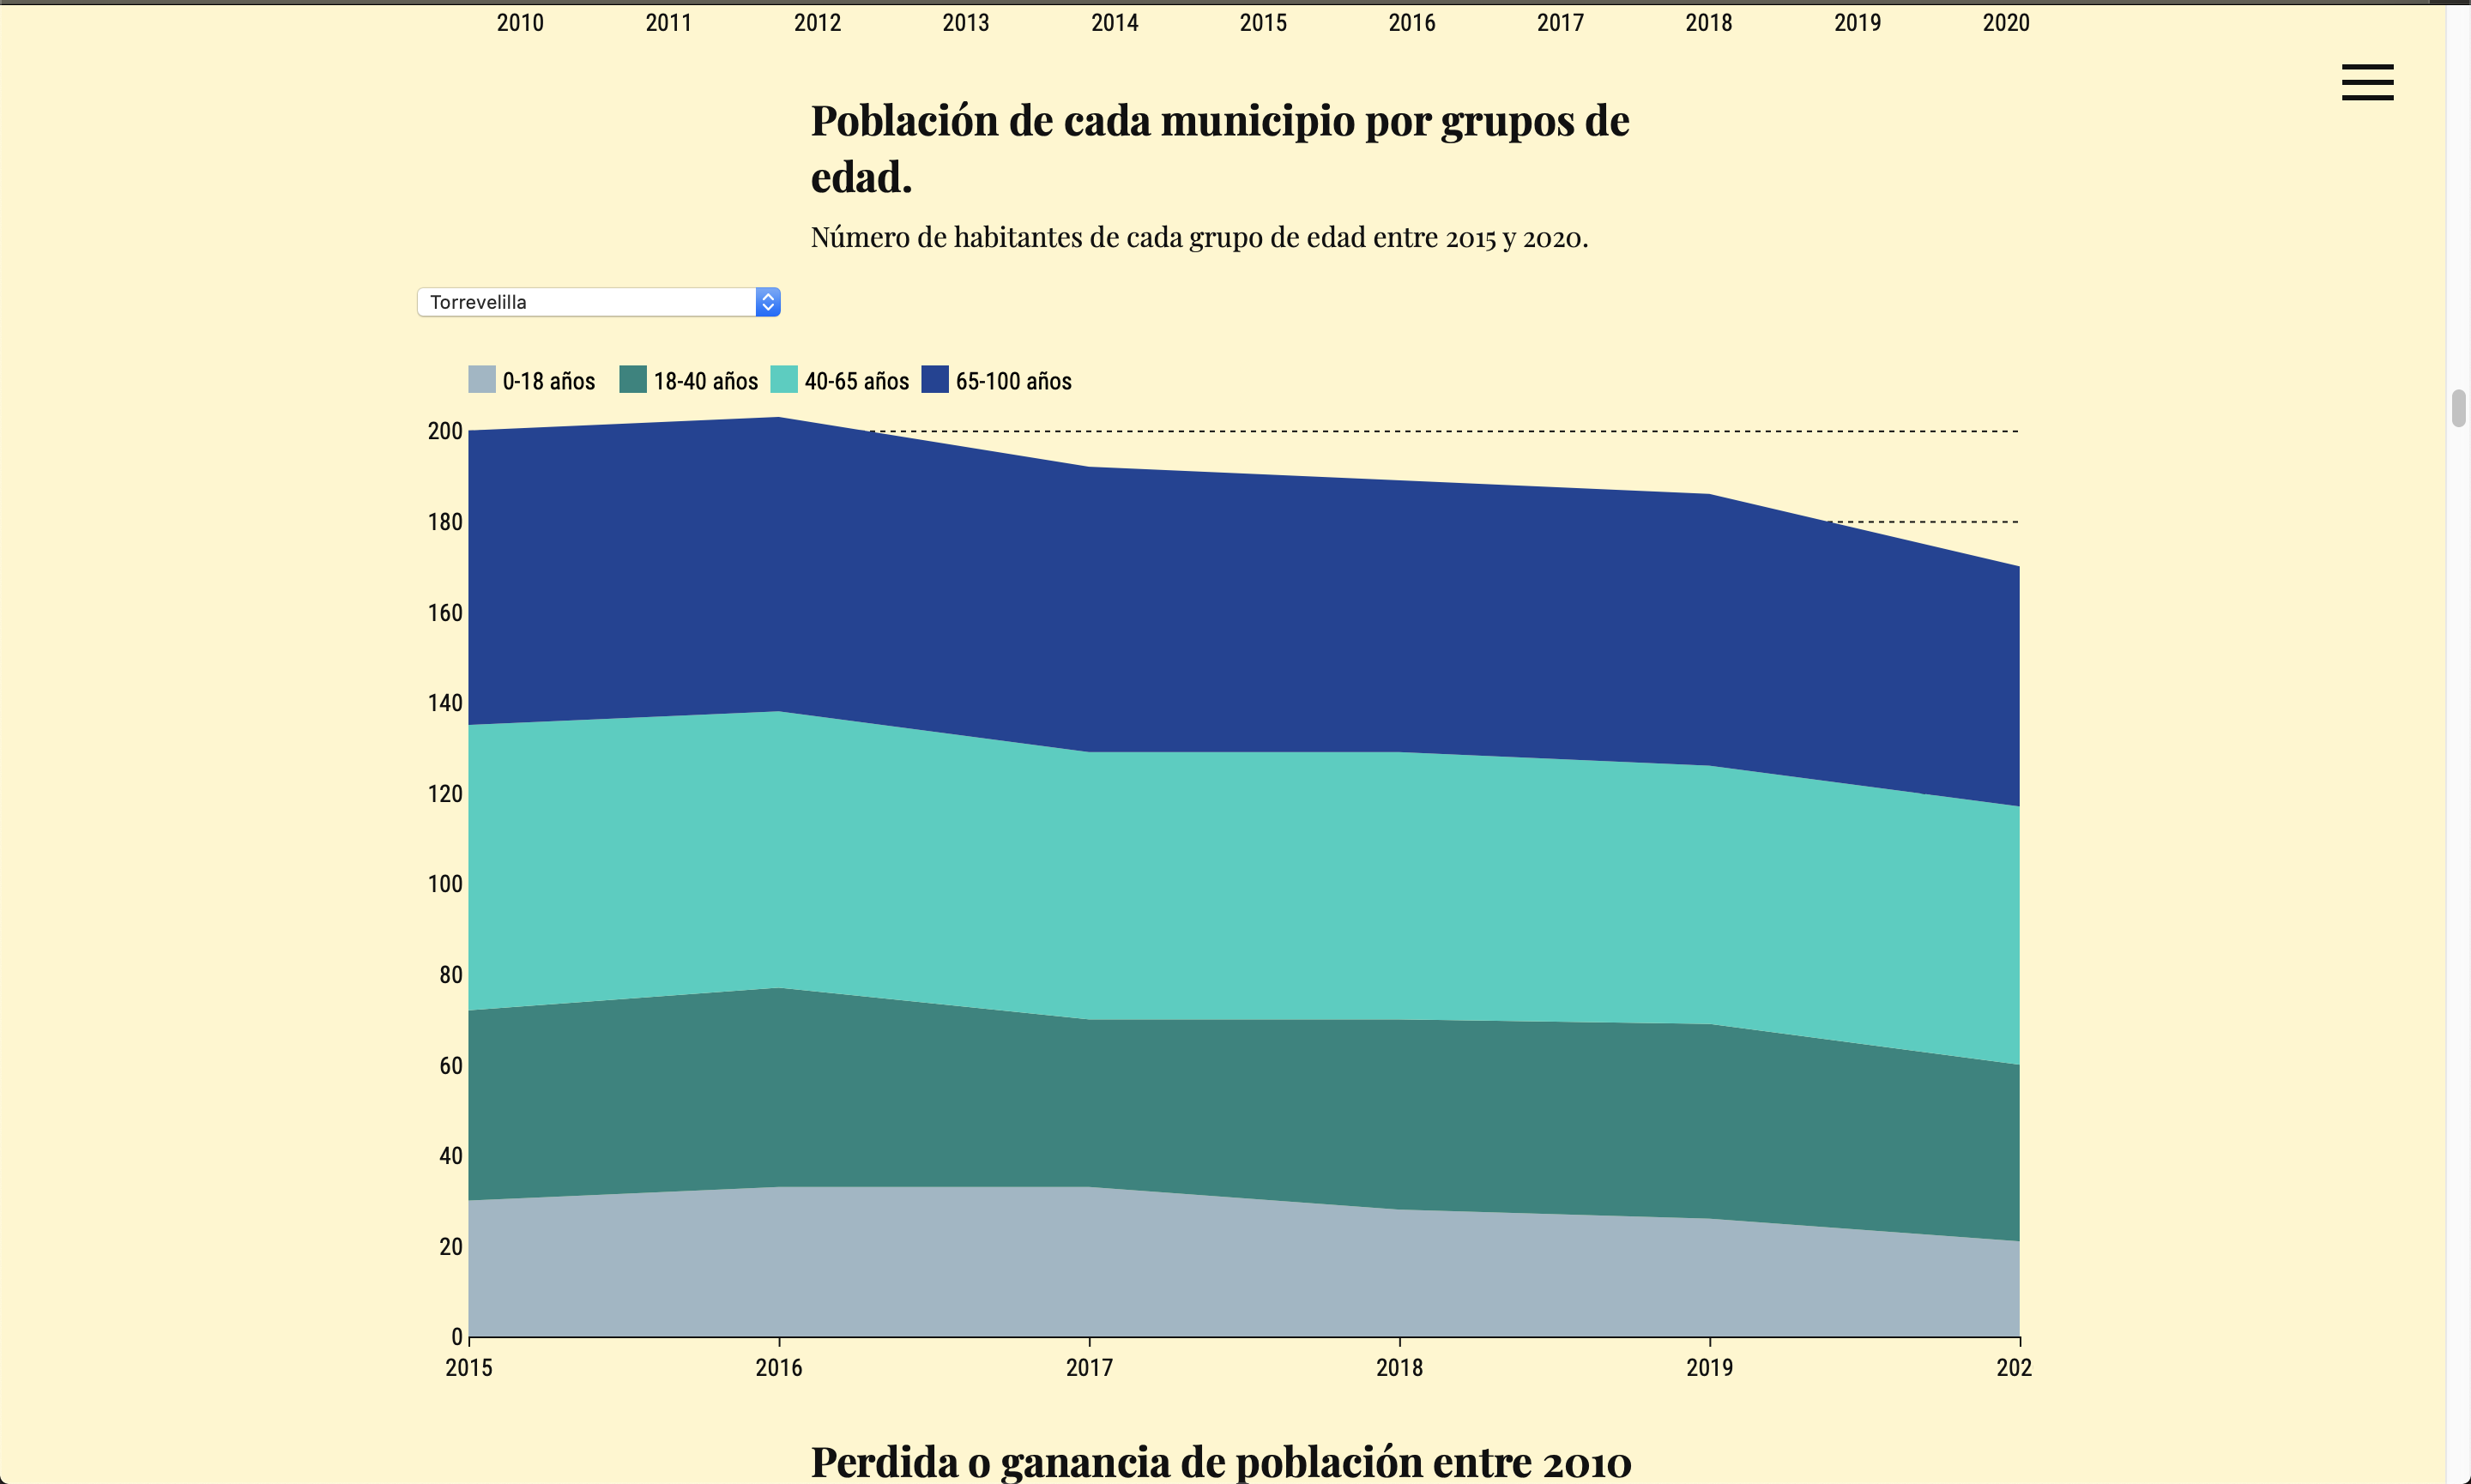 2010 2011 2012 2013 2014 2015 2016 2017 2018 2019 2020
Población de cada municipio por grupos de
edad.
Número de habitantes de cada grupo de edad entre 2015 y 2020.
Torrevelilla
0-18 años 18-40 años 40-65 años 65-100 años
200
180
160
140
120
100
80
60
40
20
0
2015 2016 2017 2018 2019 202
Perdida o ganancia de población entre 2010